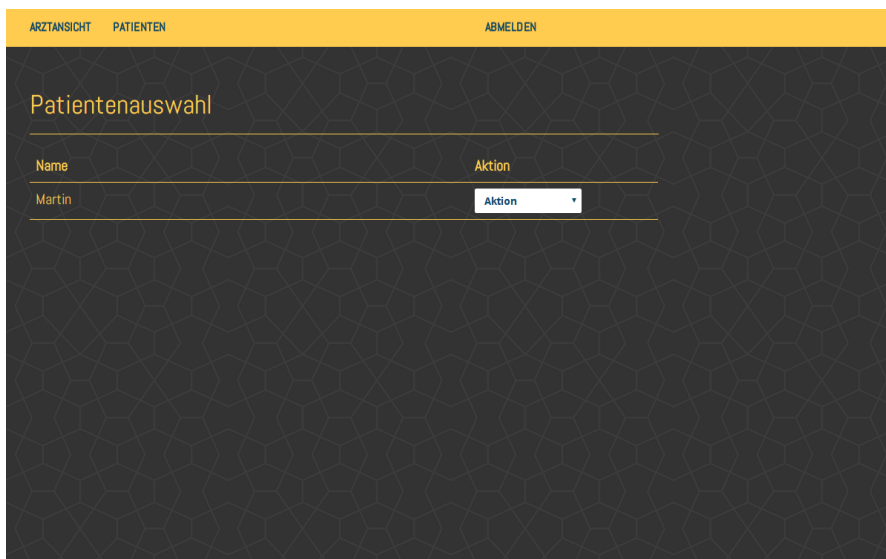 ARZTANSICHT PATIENTEN ABMELDEN
Patientenauswahl
Name Aktion
Martin Aktion